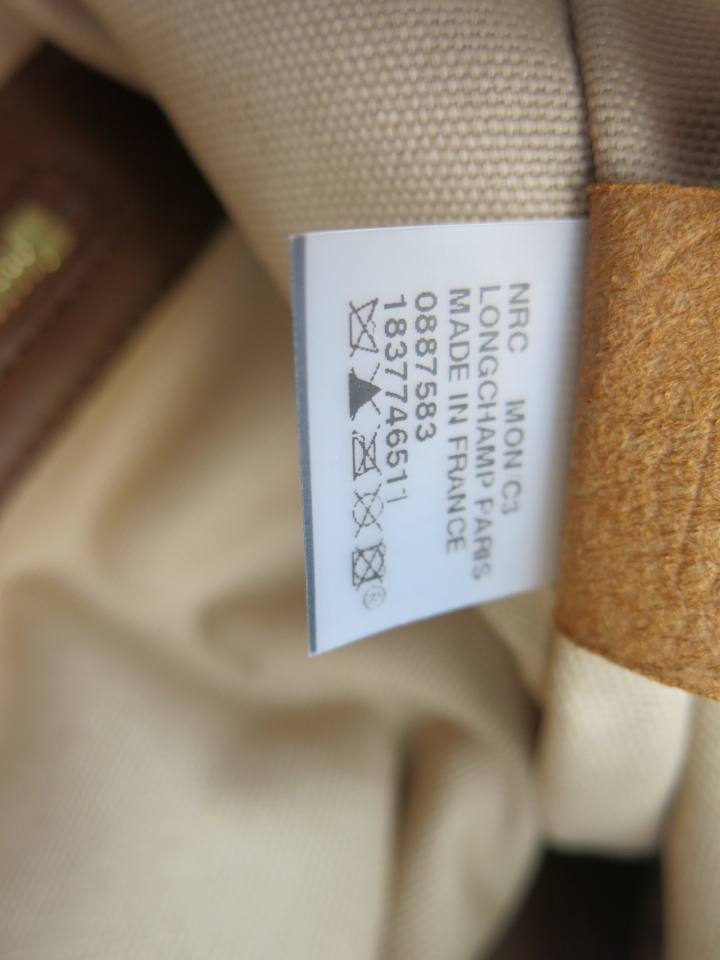 NRC MON C3
LONGCHAMP PARIS
MADE IN FRANCE
0887583
1837746511
®